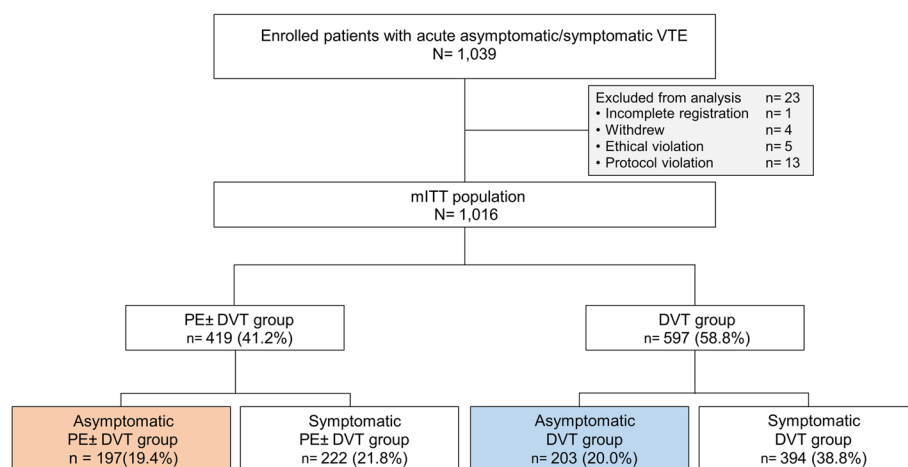 Enrolled patients with acute asymptomatic/symptomatic VTE
N= 1,039
Excluded from analysis n= 23
• Incomplete registration n= 1
• Withdrew n= 4
• Ethical violation n= 5
• Protocol violation n= 13
mITT population
N= 1,016
PE± DVT group
n= 419 (41.2%)
DVT group
n= 597 (58.8%)
Asymptomatic
PE± DVT group
n = 197(19.4%)
Symptomatic
PE± DVT group
n= 222 (21.8%)
Asymptomatic
DVT group
n= 203 (20.0%)
Symptomatic
DVT group
n= 394 (38.8%)